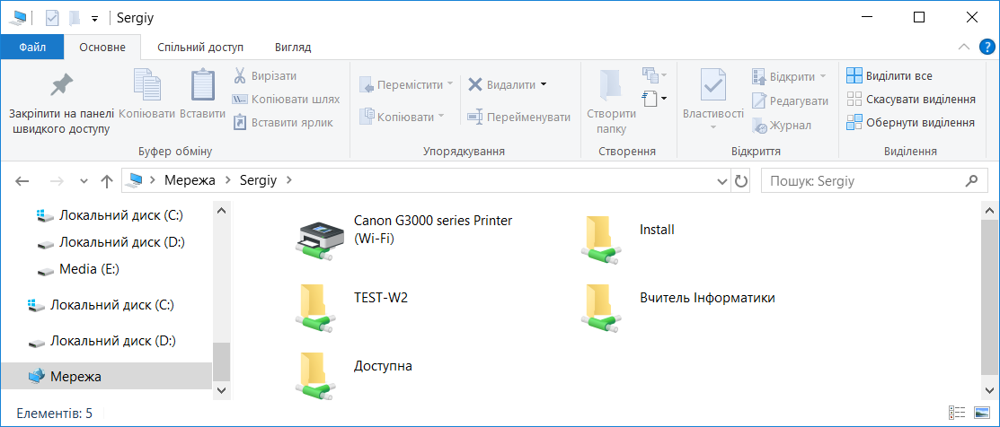 Sergiy
Файл Основне Спільний доступ Вигляд
Закріпити на панелі швидкого доступу
Копіювати
Вставити
Вирізати
Копіювати шлях
Вставити ярлик
Буфер обміну
Перемістити
Копіювати
Видалити
Перейменувати
Упорядкування
Створити папку
Створення
Властивості
Відкрити
Редагувати
Журнал
Відкриття
Виділити все
Скасувати виділення
Обернути виділення
Виділення
Мережа Sergiy
Пошук: Sergiy
Локальний диск (C:)
Локальний диск (D:)
Media (E:)
Локальний диск (C:)
Локальний диск (D:)
Мережа
Canon G3000 series Printer
(Wi-Fi)
Install
TEST-W2
Вчитель Інформатики
Доступна
Елементів: 5